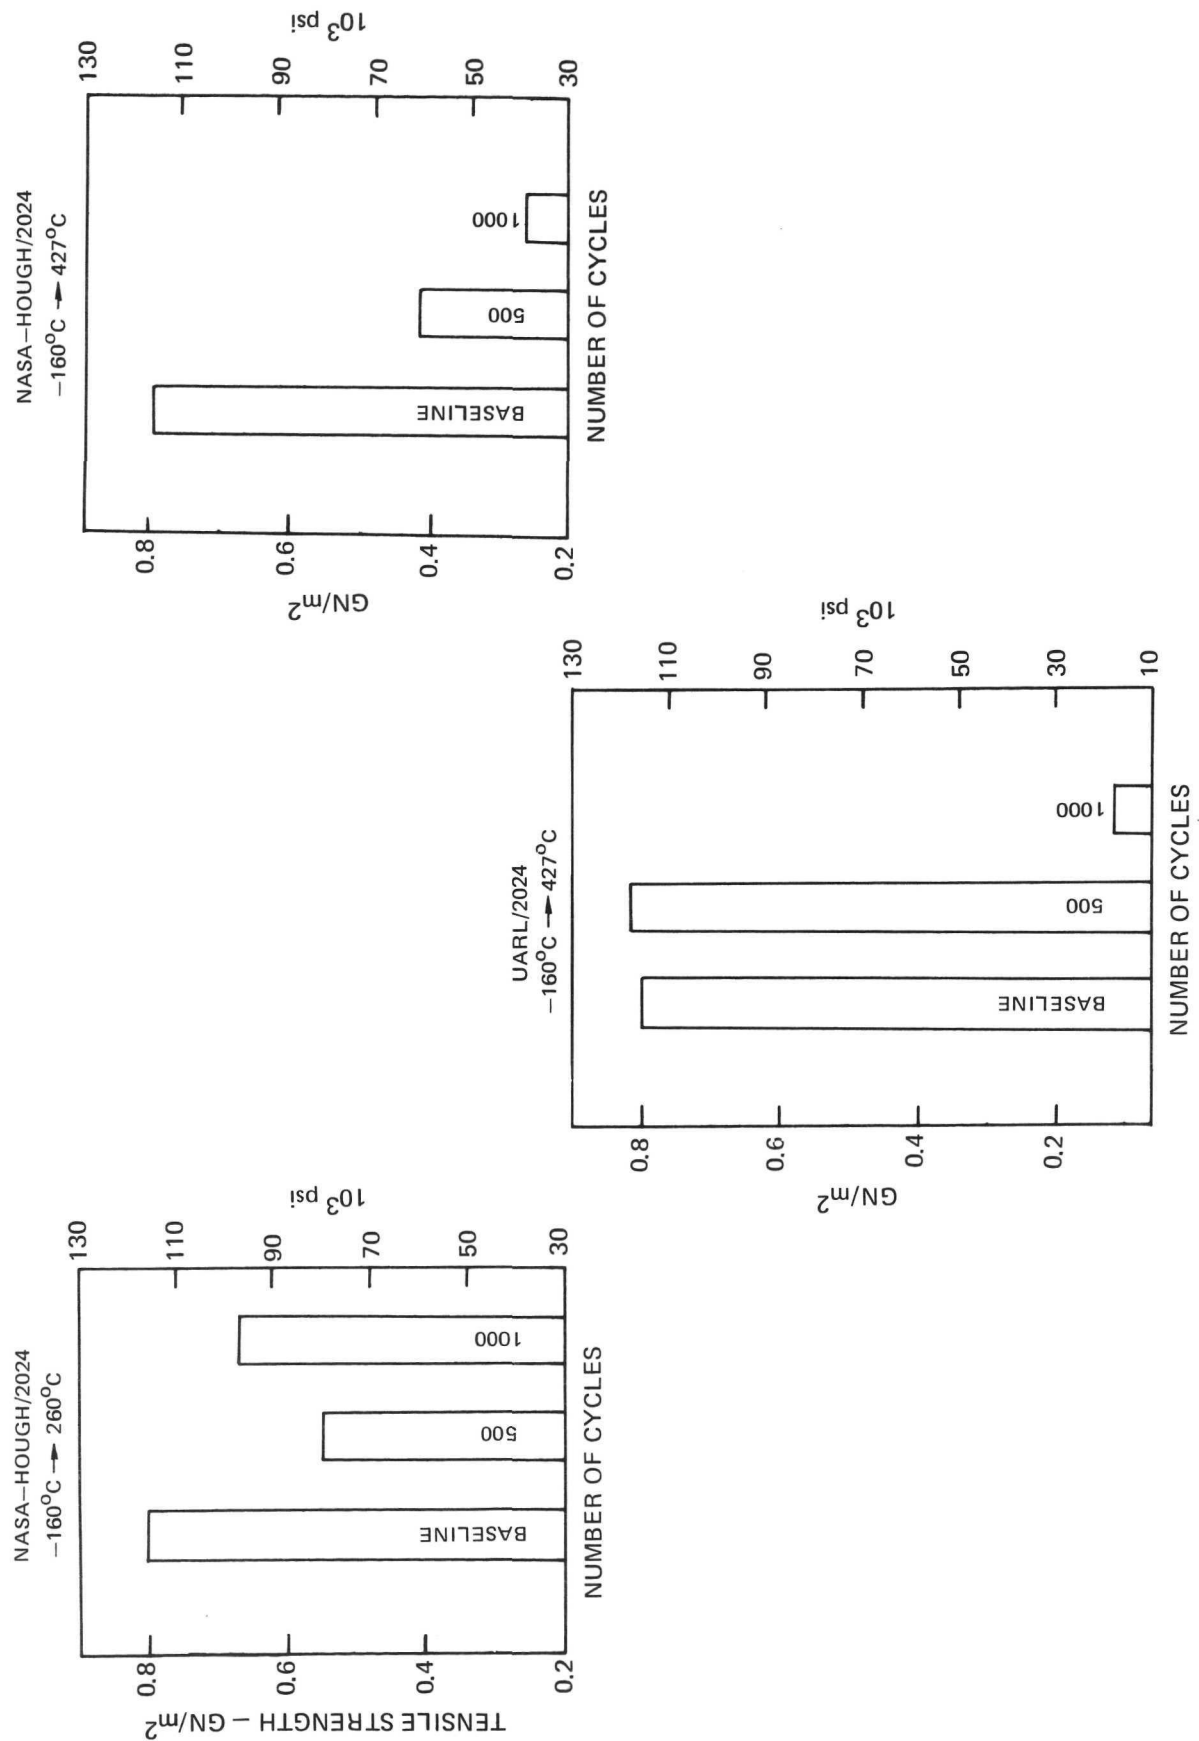 NASA–HOUGH/2024
–160°C → 260°C
TENSILE STRENGTH – GN/m²
0.8
0.6
0.4
0.2
10³ psi
130
110
90
70
50
30
BASELINE
500
1000
NUMBER OF CYCLES
UARL/2024
–160°C → 427°C
GN/m²
0.8
0.6
0.4
0.2
10³ psi
130
110
90
70
50
30
10
BASELINE
500
1000
NUMBER OF CYCLES
NASA–HOUGH/2024
–160°C → 427°C
GN/m²
0.8
0.6
0.4
0.2
10³ psi
130
110
90
70
50
30
BASELINE
500
1000
NUMBER OF CYCLES